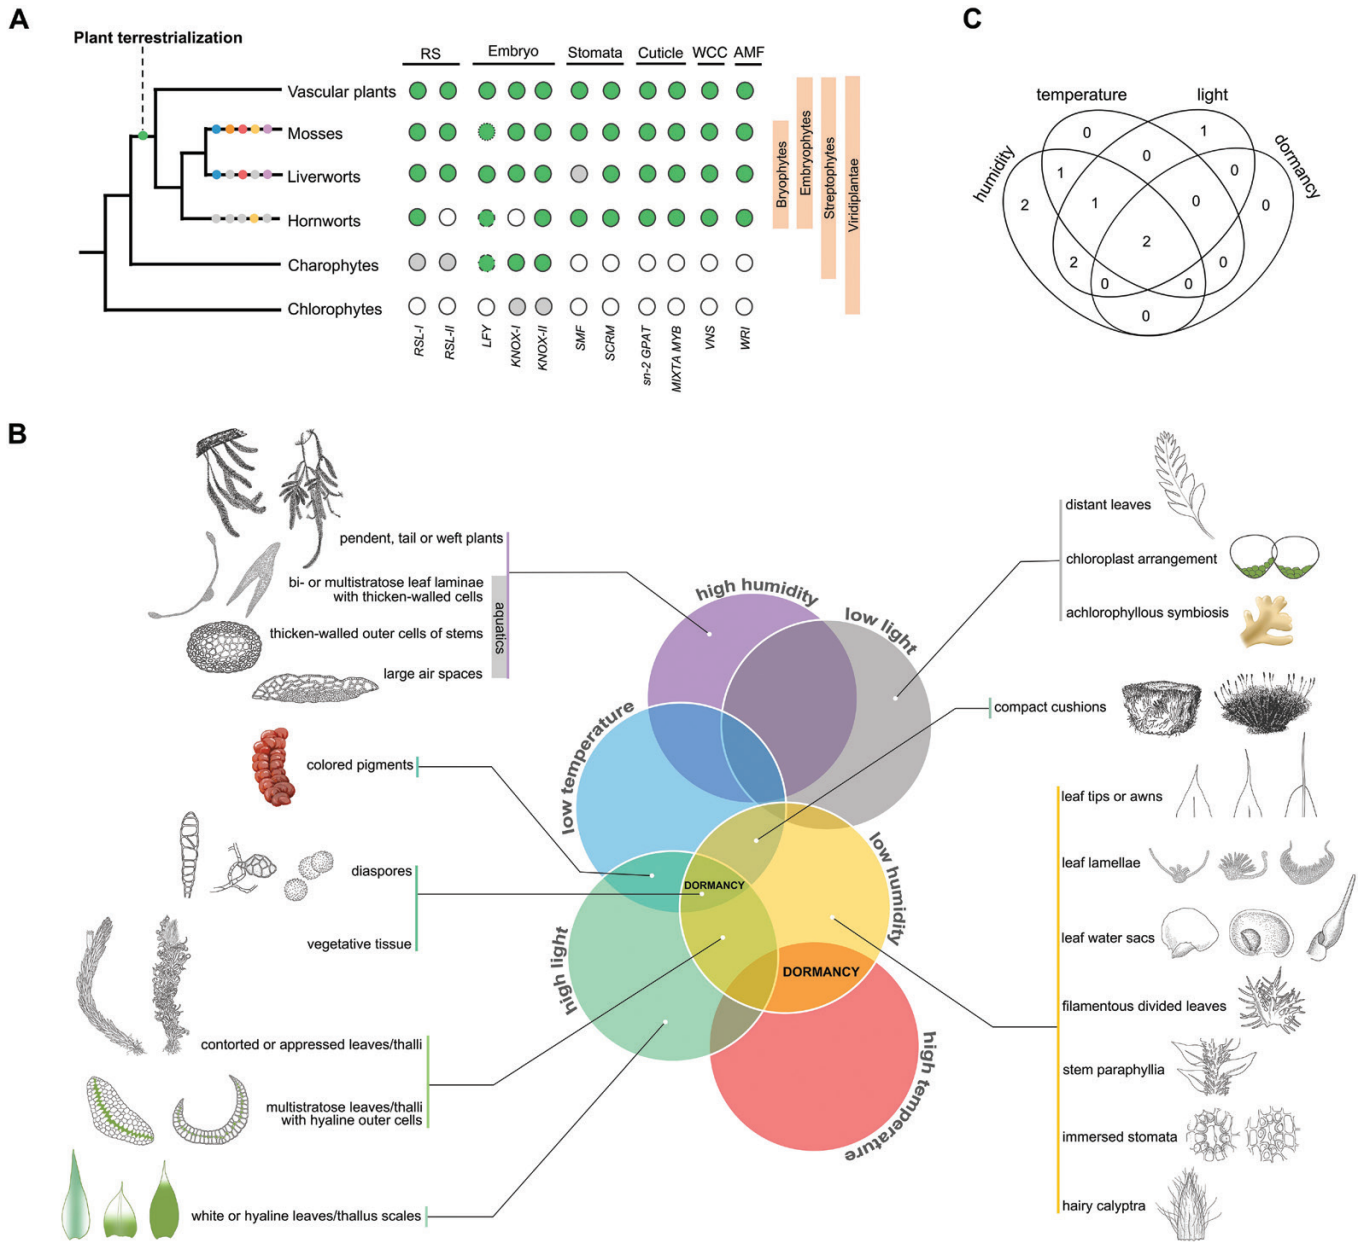 A
C
Plant terrestrialization
RS
Embryo
Stomata
Cuticle
WCC
AMF
Vascular plants
Mosses
Liverworts
Hornworts
Charophytes
Chlorophytes
RSL-I
RSL-II
LFY
KNOX-I
KNOX-II
SMF
SCRM
sn-2 GPAT
MIXTA MYB
VNS
WRI
Bryophytes
Embryophytes
Streptophytes
Viridiplantae
temperature
light
humidity
dormancy
0
1
0
1
2
1
0
0
2
2
0
0
0
0
B
pendent, tail or weft plants
bi- or multistratose leaf laminae
with thicken-walled cells
thicken-walled outer cells of stems
large air spaces
aquatics
colored pigments
diaspores
vegetative tissue
contorted or appressed leaves/thalli
multistratose leaves/thalli
with hyaline outer cells
white or hyaline leaves/thallus scales
high humidity
low light
low temperature
low humidity
high light
high temperature
DORMANCY
DORMANCY
distant leaves
chloroplast arrangement
achlorophyllous symbiosis
compact cushions
leaf tips or awns
leaf lamellae
leaf water sacs
filamentous divided leaves
stem paraphyllia
immersed stomata
hairy calyptra